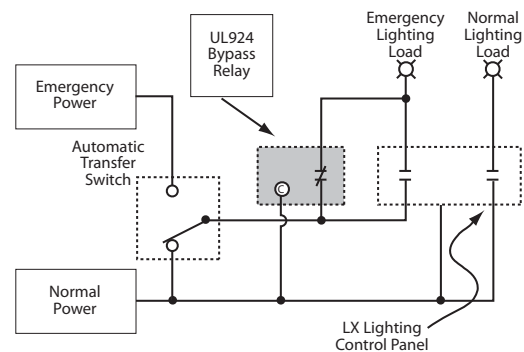 UL924
Bypass
Relay
Emergency
Lighting
Load
Normal
Lighting
Load
Emergency
Power
Automatic
Transfer
Switch
C
Normal
Power
LX Lighting
Control Panel